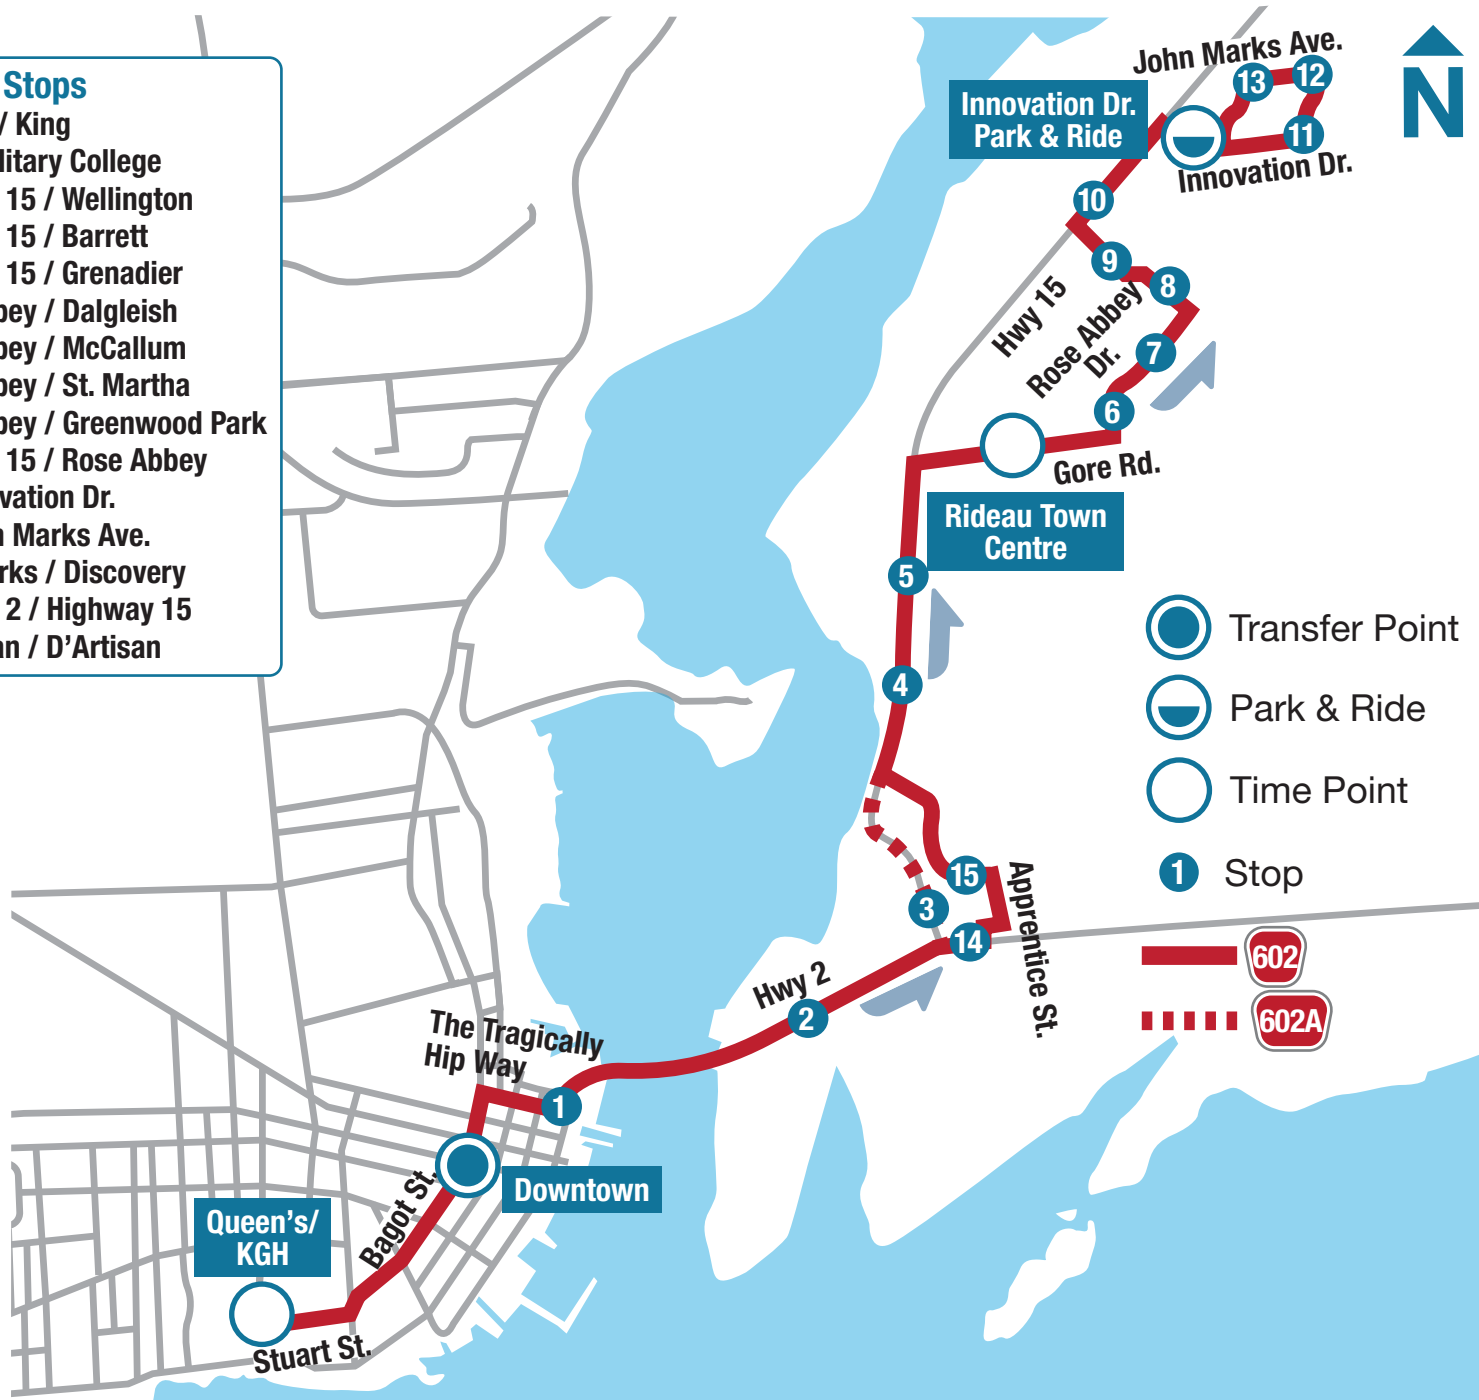 Stops
/ King
litary College
15 / Wellington
15 / Barrett
15 / Grenadier
bey / Dalgleish
bey / McCallum
bey / St. Martha
bey / Greenwood Park
15 / Rose Abbey
vation Dr.
n Marks Ave.
rks / Discovery
2 / Highway 15
nn / D'Artisan
John Marks Ave.
13
12
11
Innovation Dr.
Innovation Dr.
Park & Ride
N
10
9
8
Hwy 15
Rose Abbey
Dr.
7
6
Gore Rd.
Rideau Town
Centre
5
4
Transfer Point
Park & Ride
Time Point
1
Stop
602
602A
15
3
14
Apprentice St.
Hwy 2
2
The Tragically
Hip Way
1
Downtown
Bagot St.
Queen's/
KGH
Stuart St.